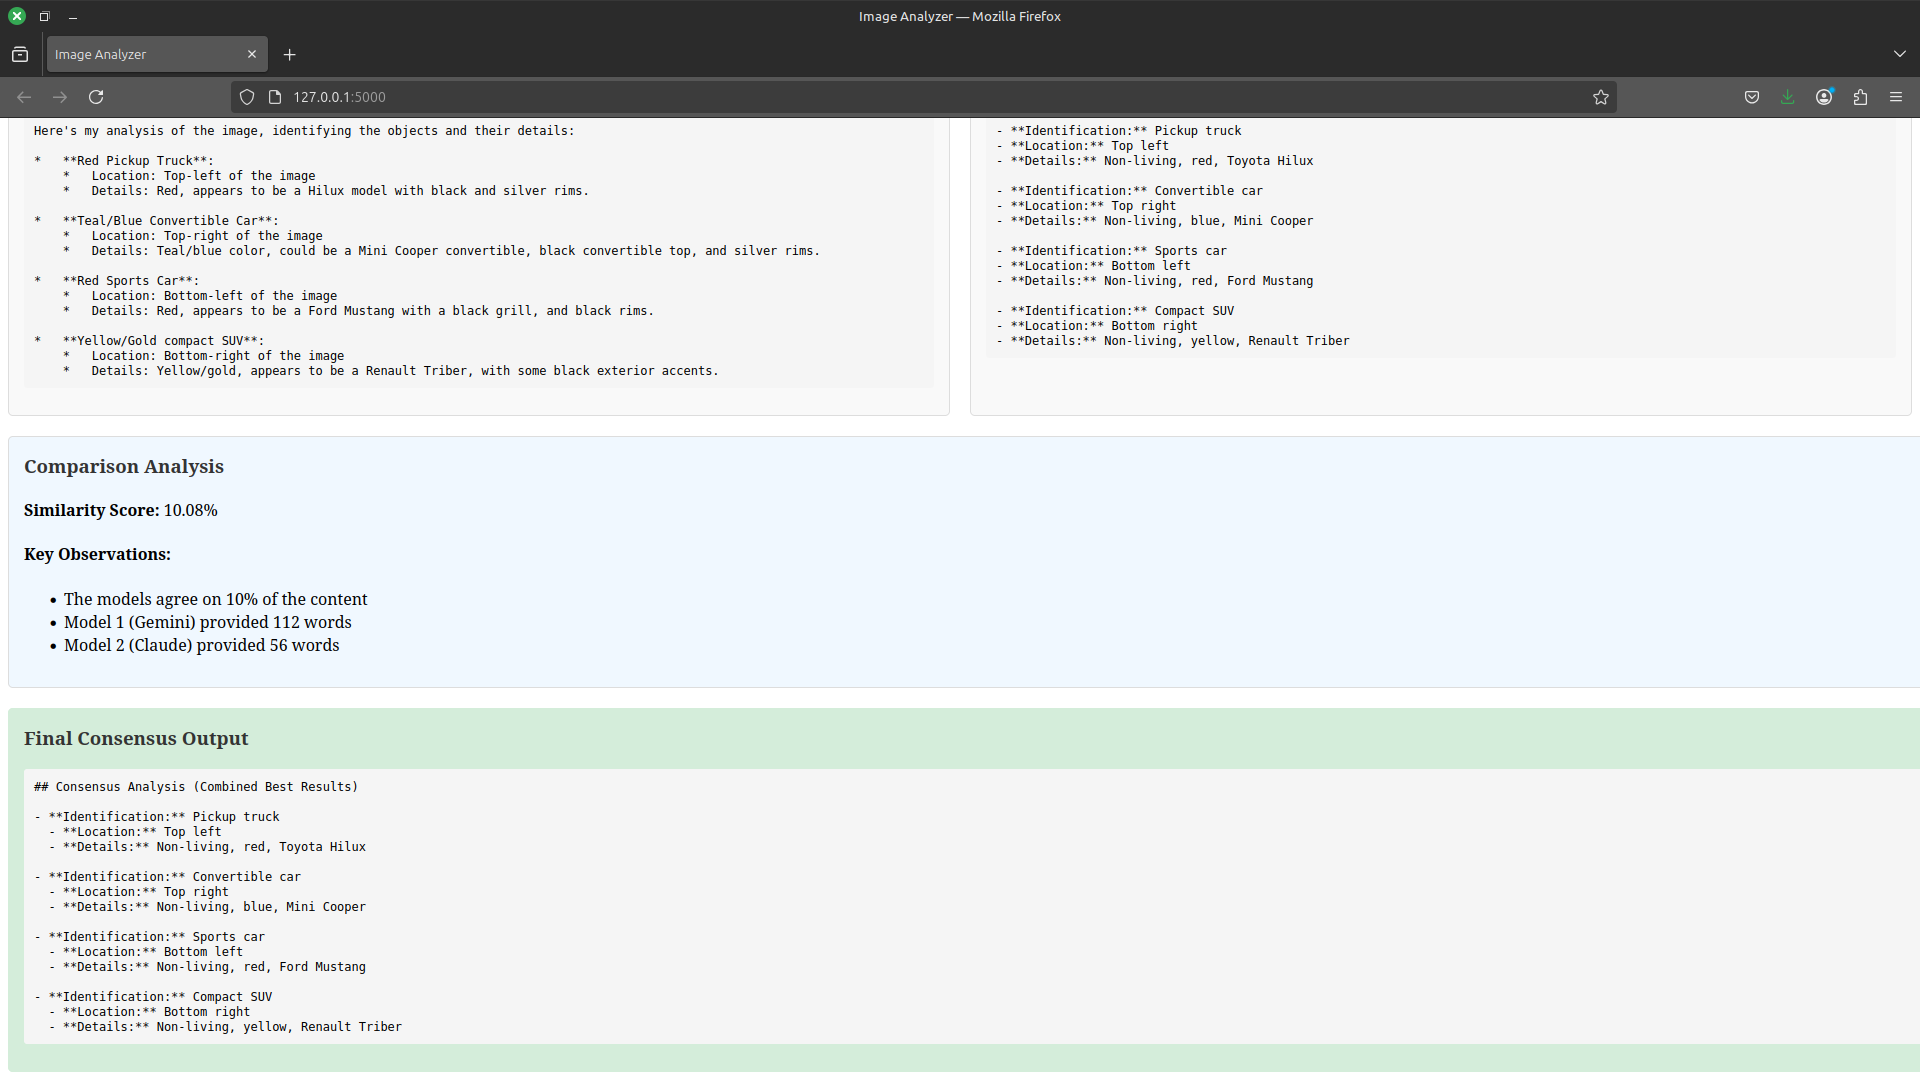 Image Analyzer — Mozilla Firefox
Image Analyzer
127.0.0.1:5000
Here's my analysis of the image, identifying the objects and their details:
*   **Red Pickup Truck**:
    *   Location: Top-left of the image
    *   Details: Red, appears to be a Hilux model with black and silver rims.
*   **Teal/Blue Convertible Car**:
    *   Location: Top-right of the image
    *   Details: Teal/blue color, could be a Mini Cooper convertible, black convertible top, and silver rims.
*   **Red Sports Car**:
    *   Location: Bottom-left of the image
    *   Details: Red, appears to be a Ford Mustang with a black grill, and black rims.
*   **Yellow/Gold compact SUV**:
    *   Location: Bottom-right of the image
    *   Details: Yellow/gold, appears to be a Renault Triber, with some black exterior accents.
- **Identification:** Pickup truck
- **Location:** Top left
- **Details:** Non-living, red, Toyota Hilux
- **Identification:** Convertible car
- **Location:** Top right
- **Details:** Non-living, blue, Mini Cooper
- **Identification:** Sports car
- **Location:** Bottom left
- **Details:** Non-living, red, Ford Mustang
- **Identification:** Compact SUV
- **Location:** Bottom right
- **Details:** Non-living, yellow, Renault Triber
Comparison Analysis
Similarity Score: 10.08%
Key Observations:
• The models agree on 10% of the content
• Model 1 (Gemini) provided 112 words
• Model 2 (Claude) provided 56 words
Final Consensus Output
## Consensus Analysis (Combined Best Results)
- **Identification:** Pickup truck
  - **Location:** Top left
  - **Details:** Non-living, red, Toyota Hilux
- **Identification:** Convertible car
  - **Location:** Top right
  - **Details:** Non-living, blue, Mini Cooper
- **Identification:** Sports car
  - **Location:** Bottom left
  - **Details:** Non-living, red, Ford Mustang
- **Identification:** Compact SUV
  - **Location:** Bottom right
  - **Details:** Non-living, yellow, Renault Triber